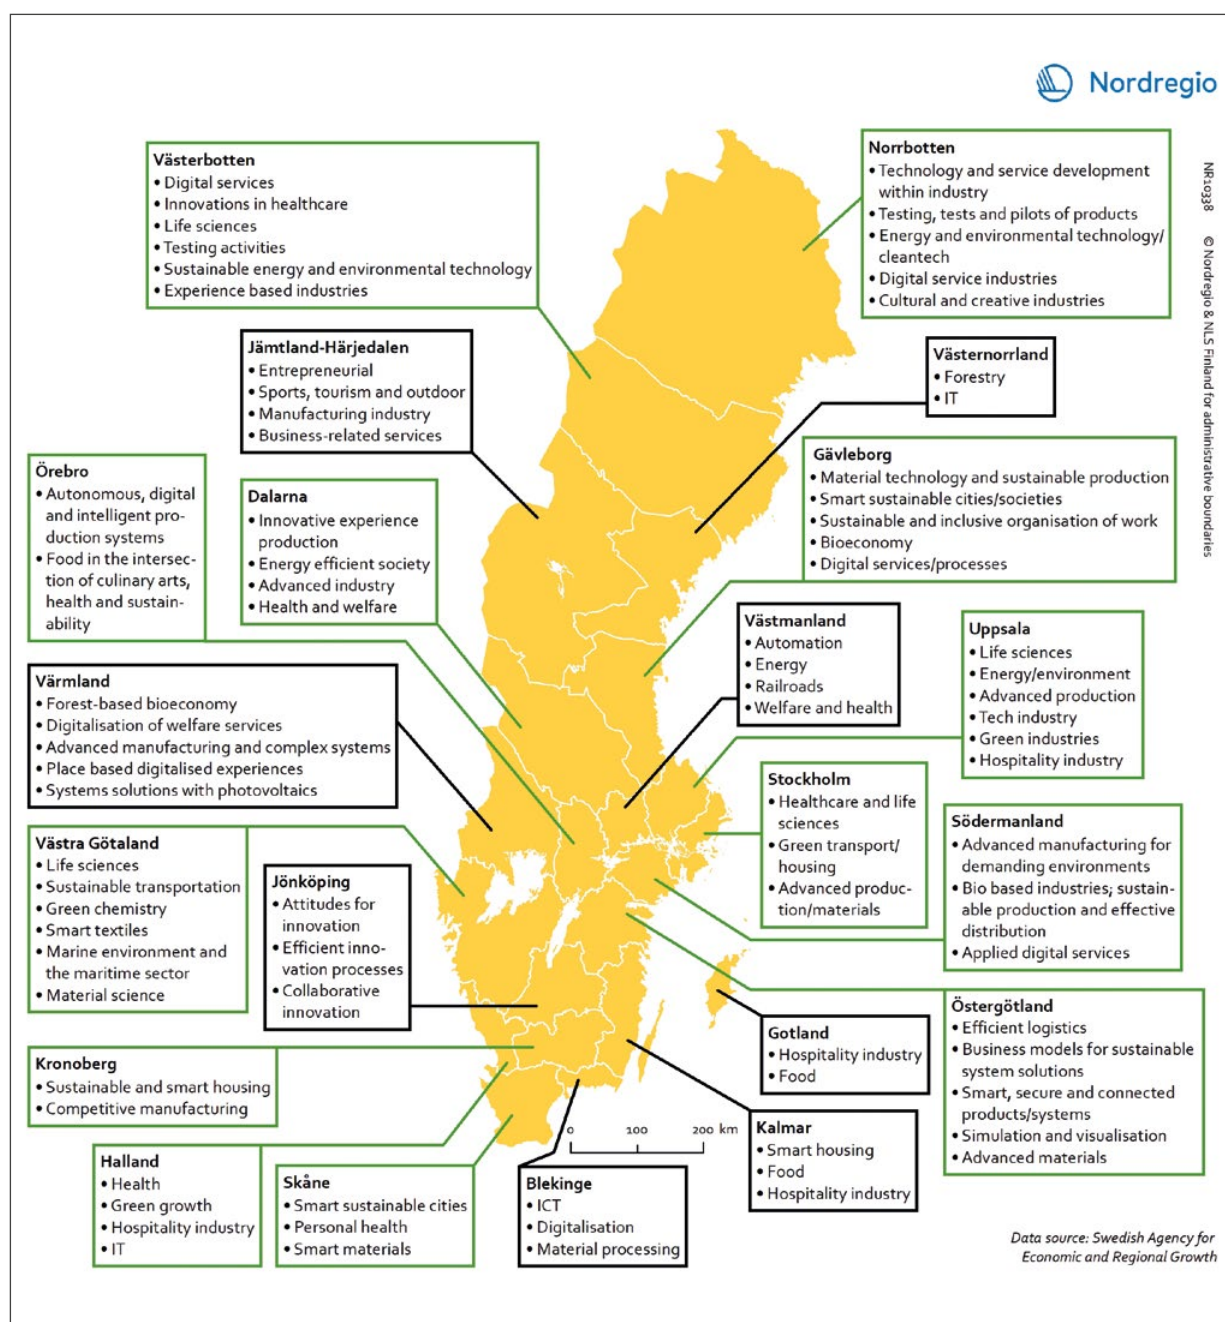 Nordregio
Västerbotten
• Digital services
• Innovations in healthcare
• Life sciences
• Testing activities
• Sustainable energy and environmental technology
• Experience based industries
Norrbotten
• Technology and service development
within industry
• Testing, tests and pilots of products
• Energy and environmental technology/
cleantech
• Digital service industries
• Cultural and creative industries
NR10338 © Nordregio & NLS Finland for administrative boundaries
Jämtland-Härjedalen
• Entrepreneurial
• Sports, tourism and outdoor
• Manufacturing industry
• Business-related services
Västernorrland
• Forestry
• IT
Örebro
• Autonomous, digital
and intelligent pro-
duction systems
• Food in the intersec-
tion of culinary arts,
health and sustain-
ability
Dalarna
• Innovative experience
production
• Energy efficient society
• Advanced industry
• Health and welfare
Gävleborg
• Material technology and sustainable production
• Smart sustainable cities/societies
• Sustainable and inclusive organisation of work
• Bioeconomy
• Digital services/processes
Västmanland
• Automation
• Energy
• Railroads
• Welfare and health
Uppsala
• Life sciences
• Energy/environment
• Advanced production
• Tech industry
• Green industries
• Hospitality industry
Värmland
• Forest-based bioeconomy
• Digitalisation of welfare services
• Advanced manufacturing and complex systems
• Place based digitalised experiences
• Systems solutions with photovoltaics
Stockholm
• Healthcare and life
sciences
• Green transport/
housing
• Advanced produc-
tion/materials
Södermanland
• Advanced manufacturing for
demanding environments
• Bio based industries; sustain-
able production and effective
distribution
• Applied digital services
Västra Götaland
• Life sciences
• Sustainable transportation
• Green chemistry
• Smart textiles
• Marine environment and
the maritime sector
• Material science
Jönköping
• Attitudes for
innovation
• Efficient inno-
vation processes
• Collaborative
innovation
Gotland
• Hospitality industry
• Food
Östergötland
• Efficient logistics
• Business models for sustainable
system solutions
• Smart, secure and connected
products/systems
• Simulation and visualisation
• Advanced materials
Kronoberg
• Sustainable and smart housing
• Competitive manufacturing
Kalmar
• Smart housing
• Food
• Hospitality industry
0 100 200 km
Halland
• Health
• Green growth
• Hospitality industry
• IT
Skåne
• Smart sustainable cities
• Personal health
• Smart materials
Blekinge
• ICT
• Digitalisation
• Material processing
Data source: Swedish Agency for
Economic and Regional Growth